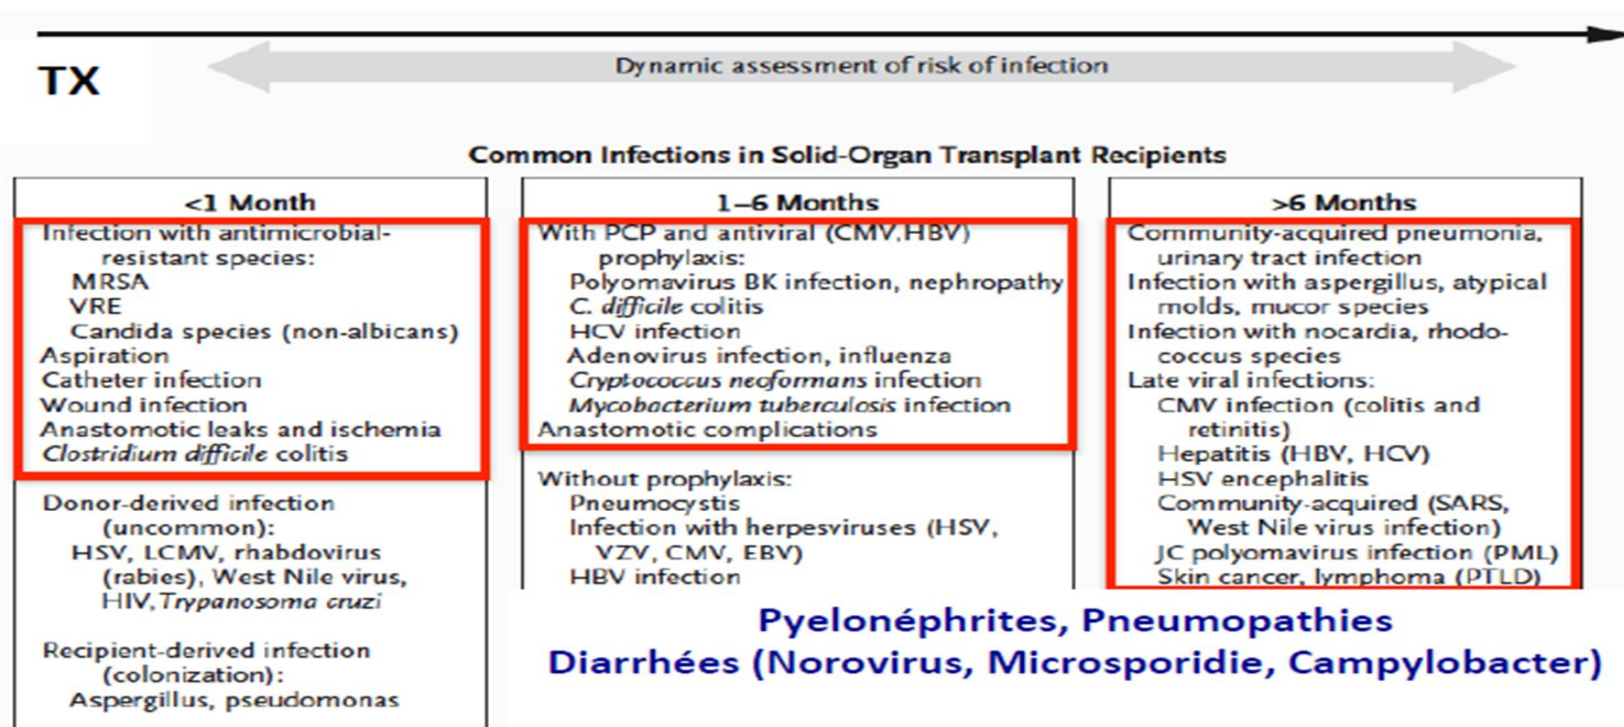 TX
Dynamic assessment of risk of infection
Common Infections in Solid-Organ Transplant Recipients
<1 Month
Infection with antimicrobial-
resistant species:
MRSA
VRE
Candida species (non-albicans)
Aspiration
Catheter infection
Wound infection
Anastomotic leaks and ischemia
Clostridium difficile colitis
Donor-derived infection
(uncommon):
HSV, LCMV, rhabdovirus
(rabies), West Nile virus,
HIV, Trypanosoma cruzi
Recipient-derived infection
(colonization):
Aspergillus, pseudomonas
1–6 Months
With PCP and antiviral (CMV,HBV)
prophylaxis:
Polyomavirus BK infection, nephropathy
C. difficile colitis
HCV infection
Adenovirus infection, influenza
Cryptococcus neoformans infection
Mycobacterium tuberculosis infection
Anastomotic complications
Without prophylaxis:
Pneumocystis
Infection with herpesviruses (HSV,
VZV, CMV, EBV)
HBV infection
>6 Months
Community-acquired pneumonia,
urinary tract infection
Infection with aspergillus, atypical
molds, mucor species
Infection with nocardia, rhodo-
coccus species
Late viral infections:
CMV infection (colitis and
retinitis)
Hepatitis (HBV, HCV)
HSV encephalitis
Community-acquired (SARS,
West Nile virus infection)
JC polyomavirus infection (PML)
Skin cancer, lymphoma (PTLD)
Pyelonéphrites, Pneumopathies
Diarrhées (Norovirus, Microsporidie, Campylobacter)